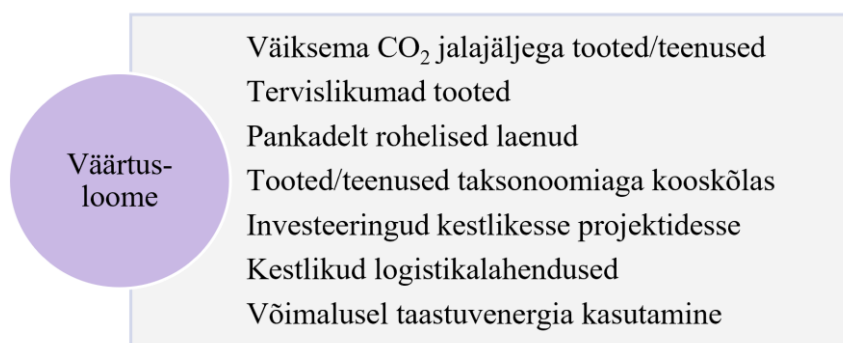 Väärtus-
loome
Väiksema CO₂ jalajäljega tooted/teenused
Tervislikumad tooted
Pankadelt rohelised laenud
Tooted/teenused taksonoomiaga kooskõlas
Investeeringud kestlikesse projektidesse
Kestlikud logistikalahendused
Võimalusel taastuvenergia kasutamine